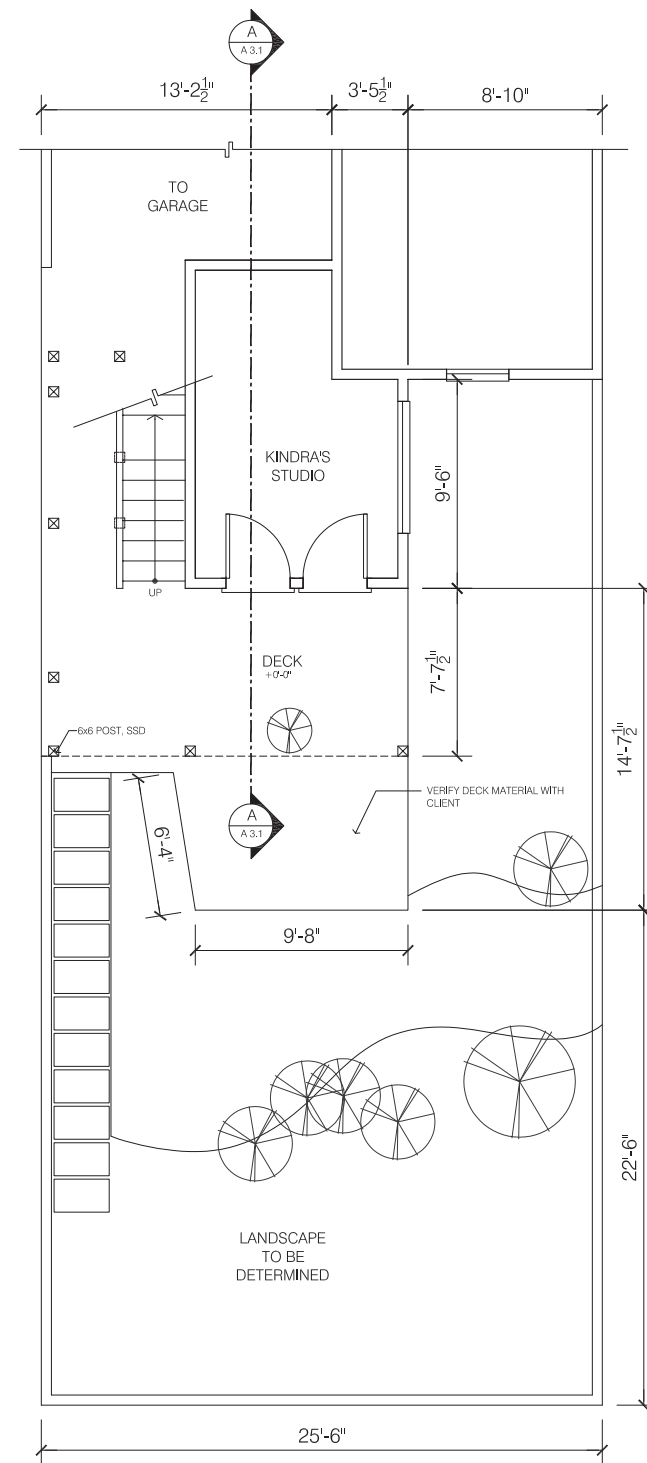 A
A 3.1
13'-2½"
3'-5½"
8'-10"
TO
GARAGE
KINDRA'S
STUDIO
9'-6"
UP
DECK
+0'-0"
7'-7½"
14'-7½"
6x6 POST, SSD
VERIFY DECK MATERIAL WITH
CLIENT
A
A 3.1
6'-4"
9'-8"
22'-6"
LANDSCAPE
TO BE
DETERMINED
25'-6"